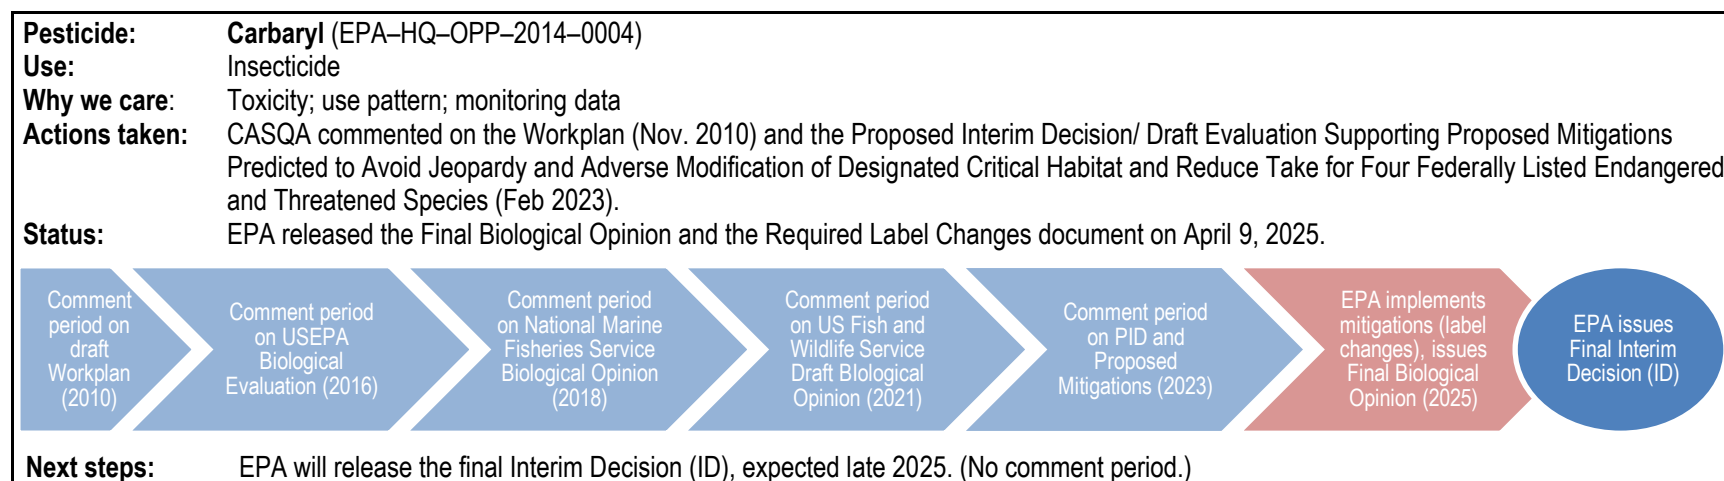 Pesticide: Carbaryl (EPA–HQ–OPP–2014–0004)
Use: Insecticide
Why we care: Toxicity; use pattern; monitoring data
Actions taken: CASQA commented on the Workplan (Nov. 2010) and the Proposed Interim Decision/ Draft Evaluation Supporting Proposed Mitigations
Predicted to Avoid Jeopardy and Adverse Modification of Designated Critical Habitat and Reduce Take for Four Federally Listed Endangered
and Threatened Species (Feb 2023).
Status: EPA released the Final Biological Opinion and the Required Label Changes document on April 9, 2025.
Comment
period on
draft
Workplan
(2010)
Comment period
on USEPA
Biological
Evaluation (2016)
Comment period
on National Marine
Fisheries Service
Biological Opinion
(2018)
Comment period
on US Fish and
Wildlife Service
Draft BIological
Opinion (2021)
Comment period
on PID and
Proposed
Mitigations (2023)
EPA implements
mitigations (label
changes), issues
Final Biological
Opinion (2025)
EPA issues
Final Interim
Decision (ID)
Next steps: EPA will release the final Interim Decision (ID), expected late 2025. (No comment period.)